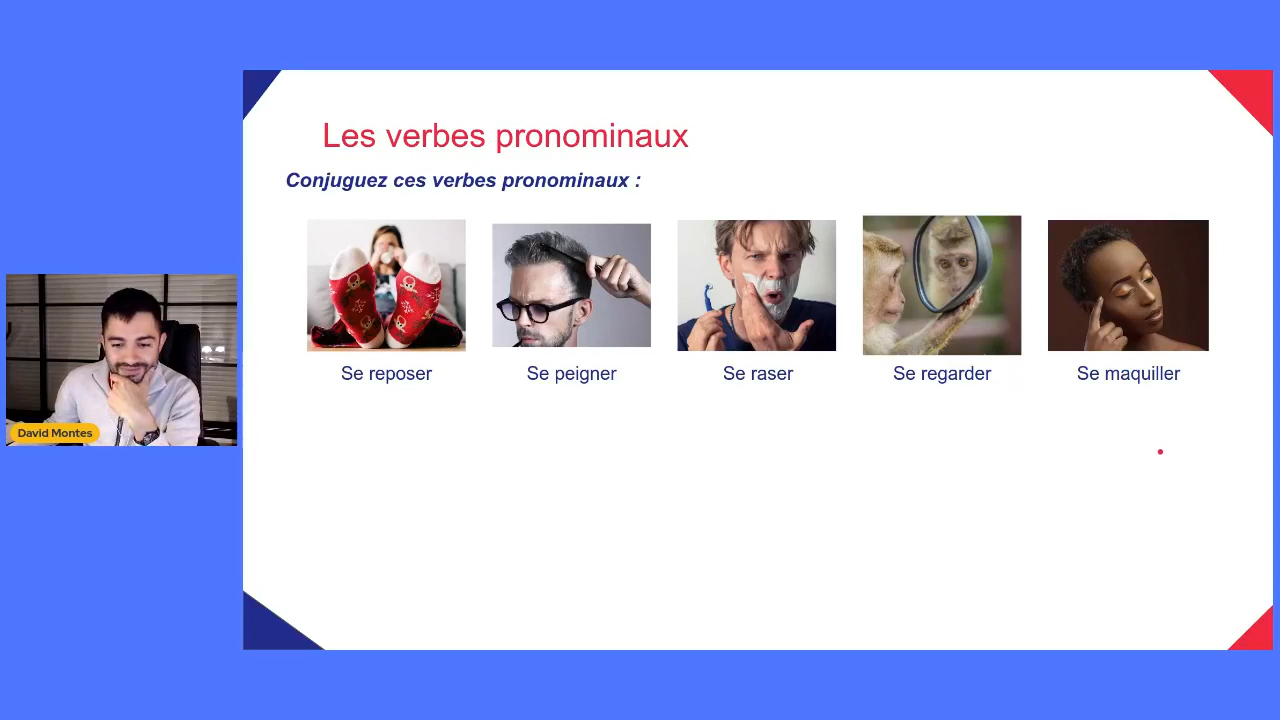 Les verbes pronominaux
Conjuguez ces verbes pronominaux :
Se reposer
Se peigner
Se raser
Se regarder
Se maquiller
David Montes